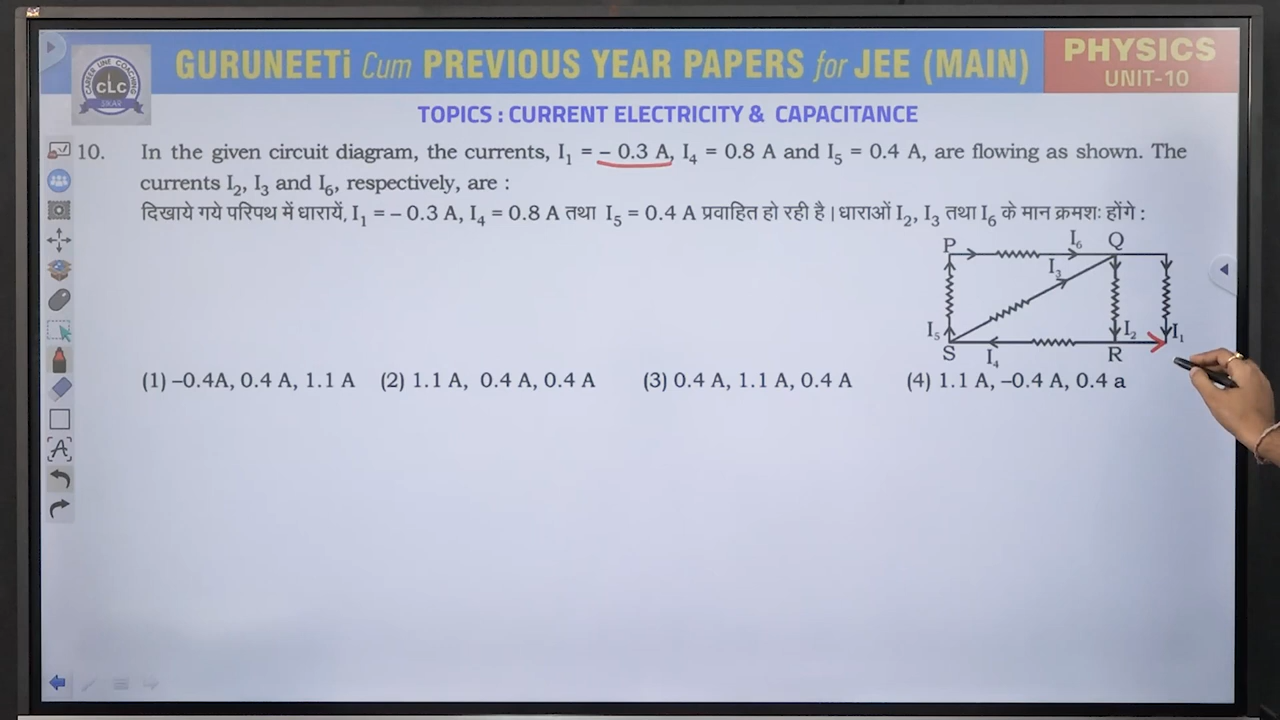 GURUNEETi Cum PREVIOUS YEAR PAPERS for JEE (MAIN)
PHYSICS
UNIT-10
CAREER LINE COACHING
CLC
SIKAR
TOPICS : CURRENT ELECTRICITY & CAPACITANCE
10. In the given circuit diagram, the currents, I₁ = – 0.3 A, I₄ = 0.8 A and I₅ = 0.4 A, are flowing as shown. The
currents I₂, I₃ and I₆, respectively, are :
दिखाये गये परिपथ में धारायें, I₁ = – 0.3 A, I₄ = 0.8 A तथा I₅ = 0.4 A प्रवाहित हो रही है। धाराओं I₂, I₃ तथा I₆ के मान क्रमशः होंगे :
P I₆ Q
I₃
I₅ I₂ I₁
S I₄ R
(1) –0.4A, 0.4 A, 1.1 A (2) 1.1 A, 0.4 A, 0.4 A (3) 0.4 A, 1.1 A, 0.4 A (4) 1.1 A, –0.4 A, 0.4 a
A